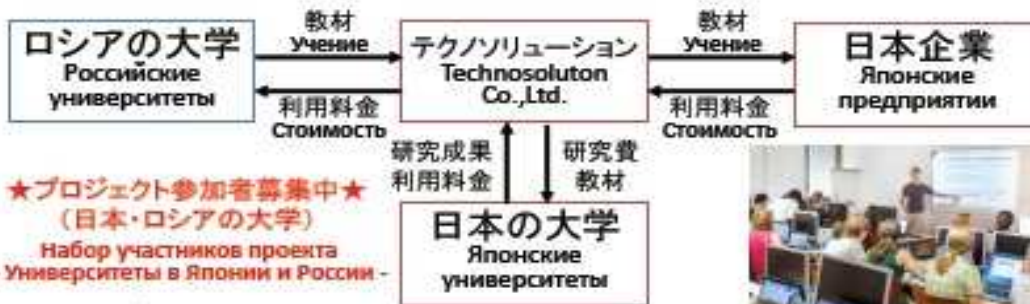 ロシアの大学
Российские
университеты
教材
Учение
利用料金
Стоимость
テクノソリューション
Technosoluton
Co.,Ltd.
教材
Учение
利用料金
Стоимость
日本企業
Японские
предприятии
研究成果
利用料金
研究費
教材
日本の大学
Японские
университеты
★プロジェクト参加者募集中★
(日本・ロシアの大学)
Набор участников проекта
Университеты в Японии и России -